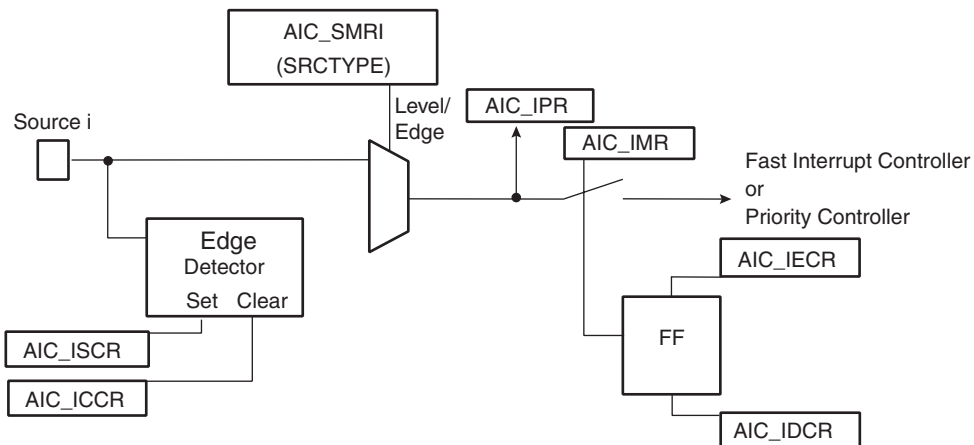 AIC_SMRI
(SRCTYPE)
Source i
Level/
Edge
AIC_IPR
AIC_IMR
Fast Interrupt Controller
or
Priority Controller
Edge
Detector
Set Clear
AIC_IECR
FF
AIC_ISCR
AIC_ICCR
AIC_IDCR